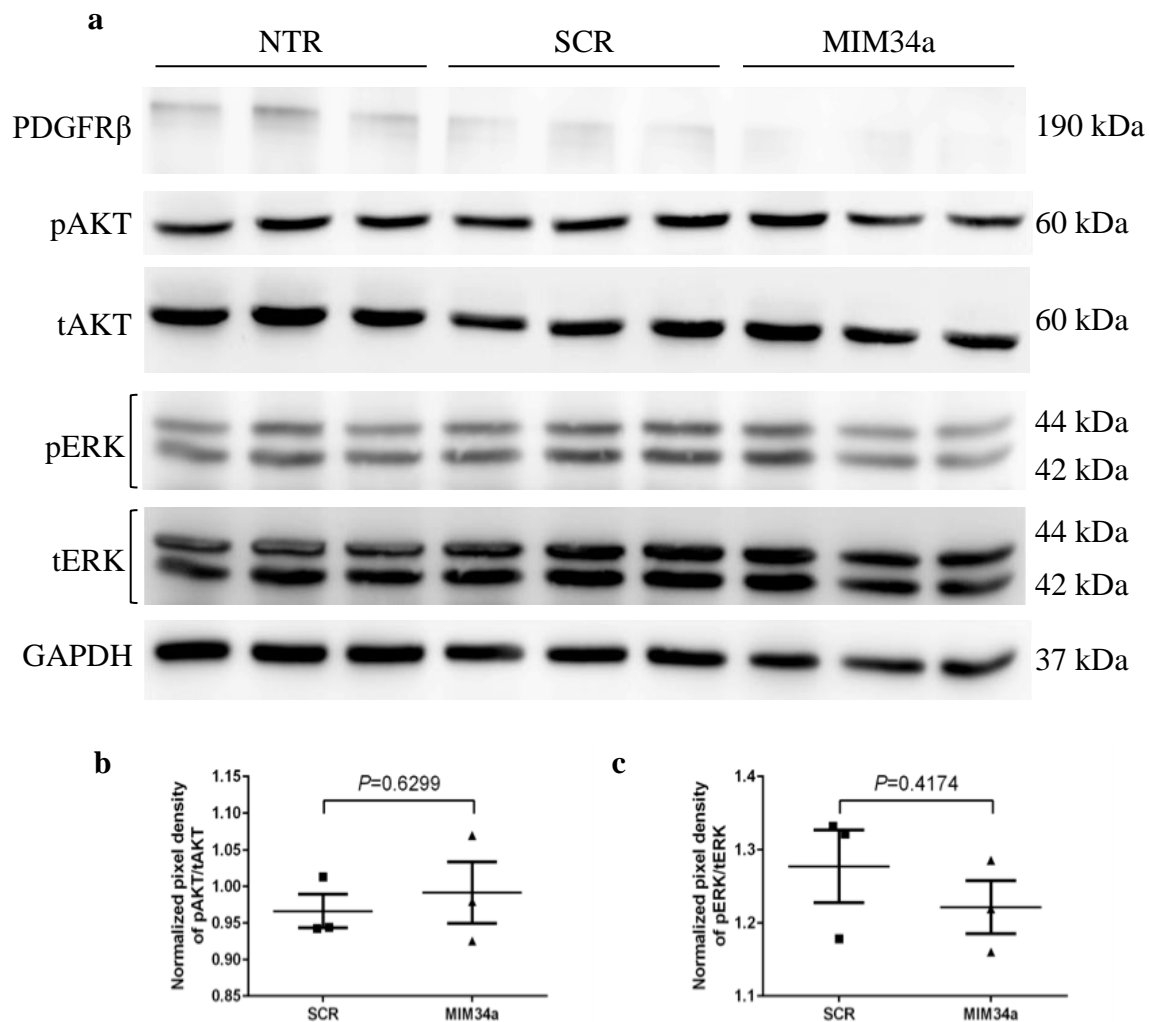 a
NTR SCR MIM34a
PDGFRβ 190 kDa
pAKT 60 kDa
tAKT 60 kDa
pERK 44 kDa
42 kDa
tERK 44 kDa
42 kDa
GAPDH 37 kDa
b
P=0.6299
Normalized pixel density
of pAKT/tAKT
1.15
1.10
1.05
1.00
0.95
0.90
0.85
SCR MIM34a
c
P=0.4174
Normalized pixel density
of pERK/tERK
1.4
1.3
1.2
1.1
SCR MIM34a